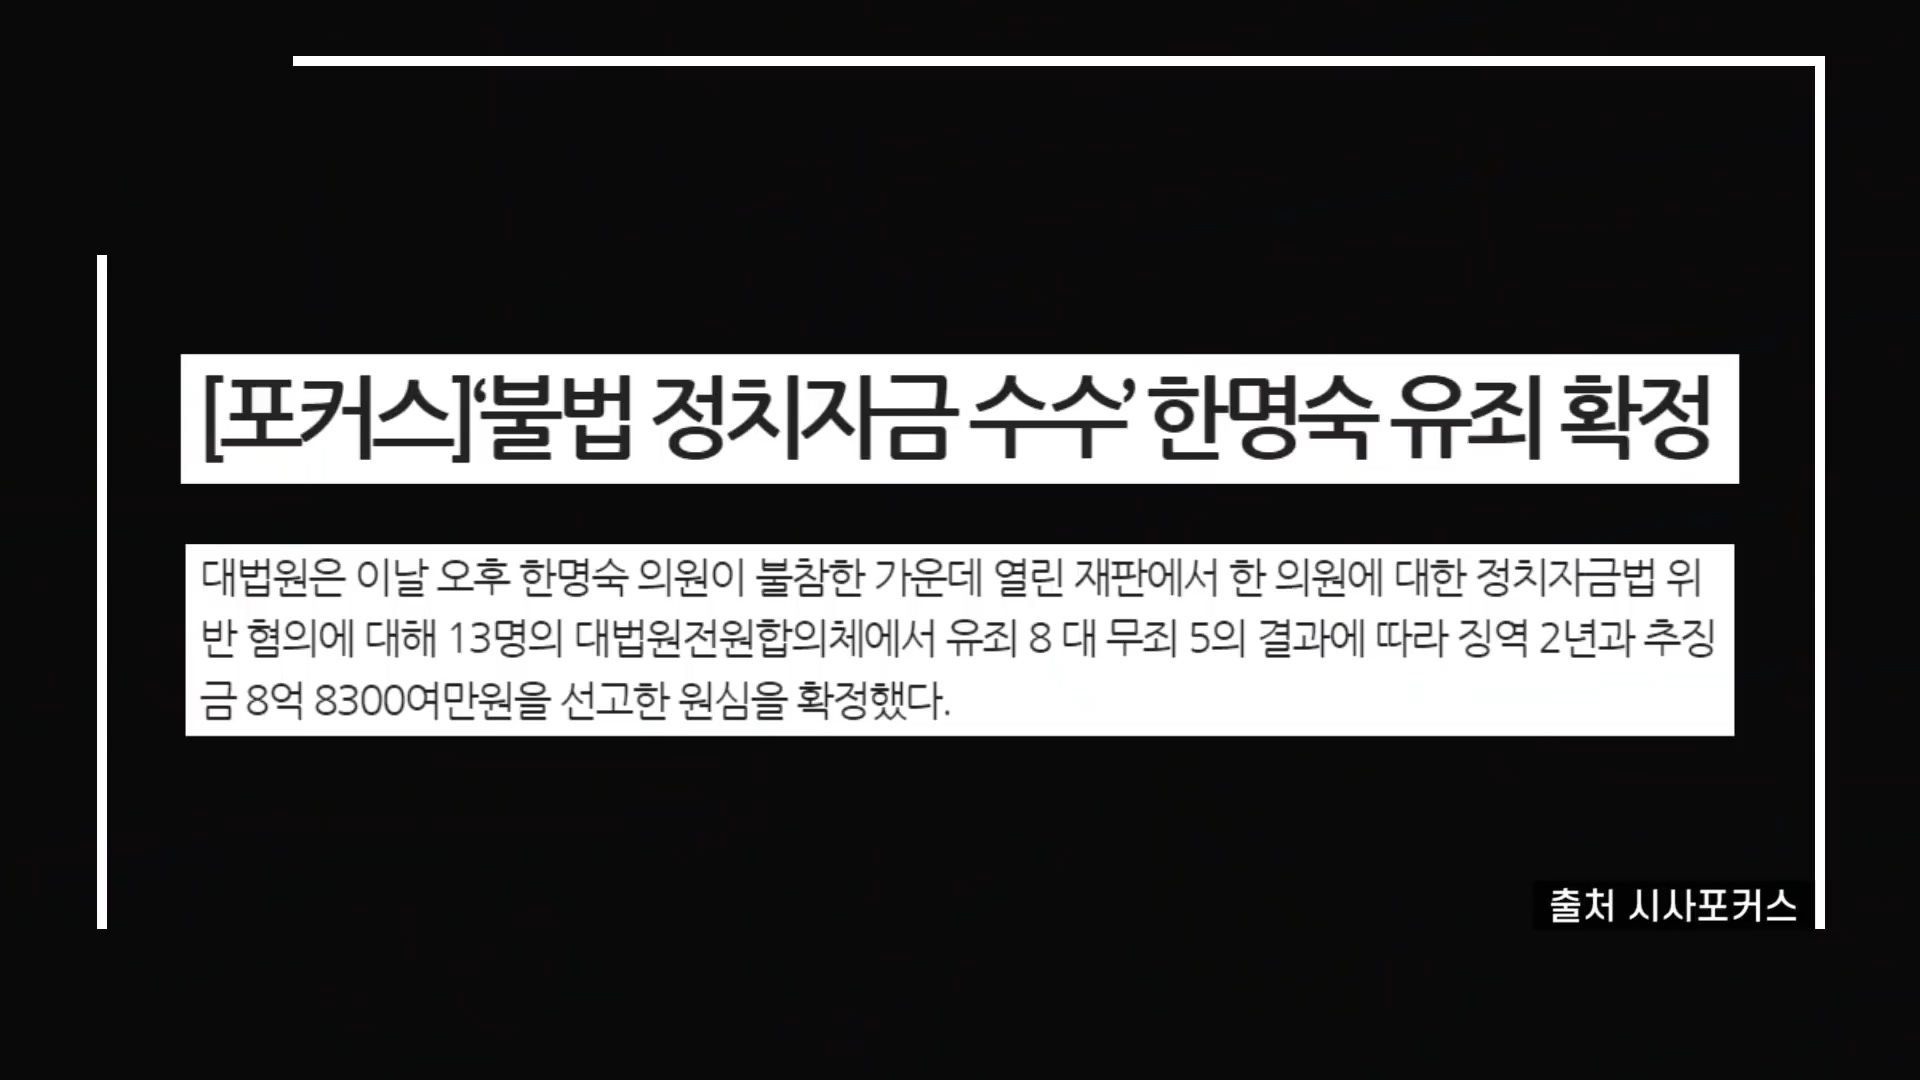 [포커스]‘불법 정치자금 수수’ 한명숙 유죄 확정
대법원은 이날 오후 한명숙 의원이 불참한 가운데 열린 재판에서 한 의원에 대한 정치자금법 위
반 혐의에 대해 13명의 대법원전원합의체에서 유죄 8 대 무죄 5의 결과에 따라 징역 2년과 추징
금 8억 8300여만원을 선고한 원심을 확정했다.
출처 시사포커스